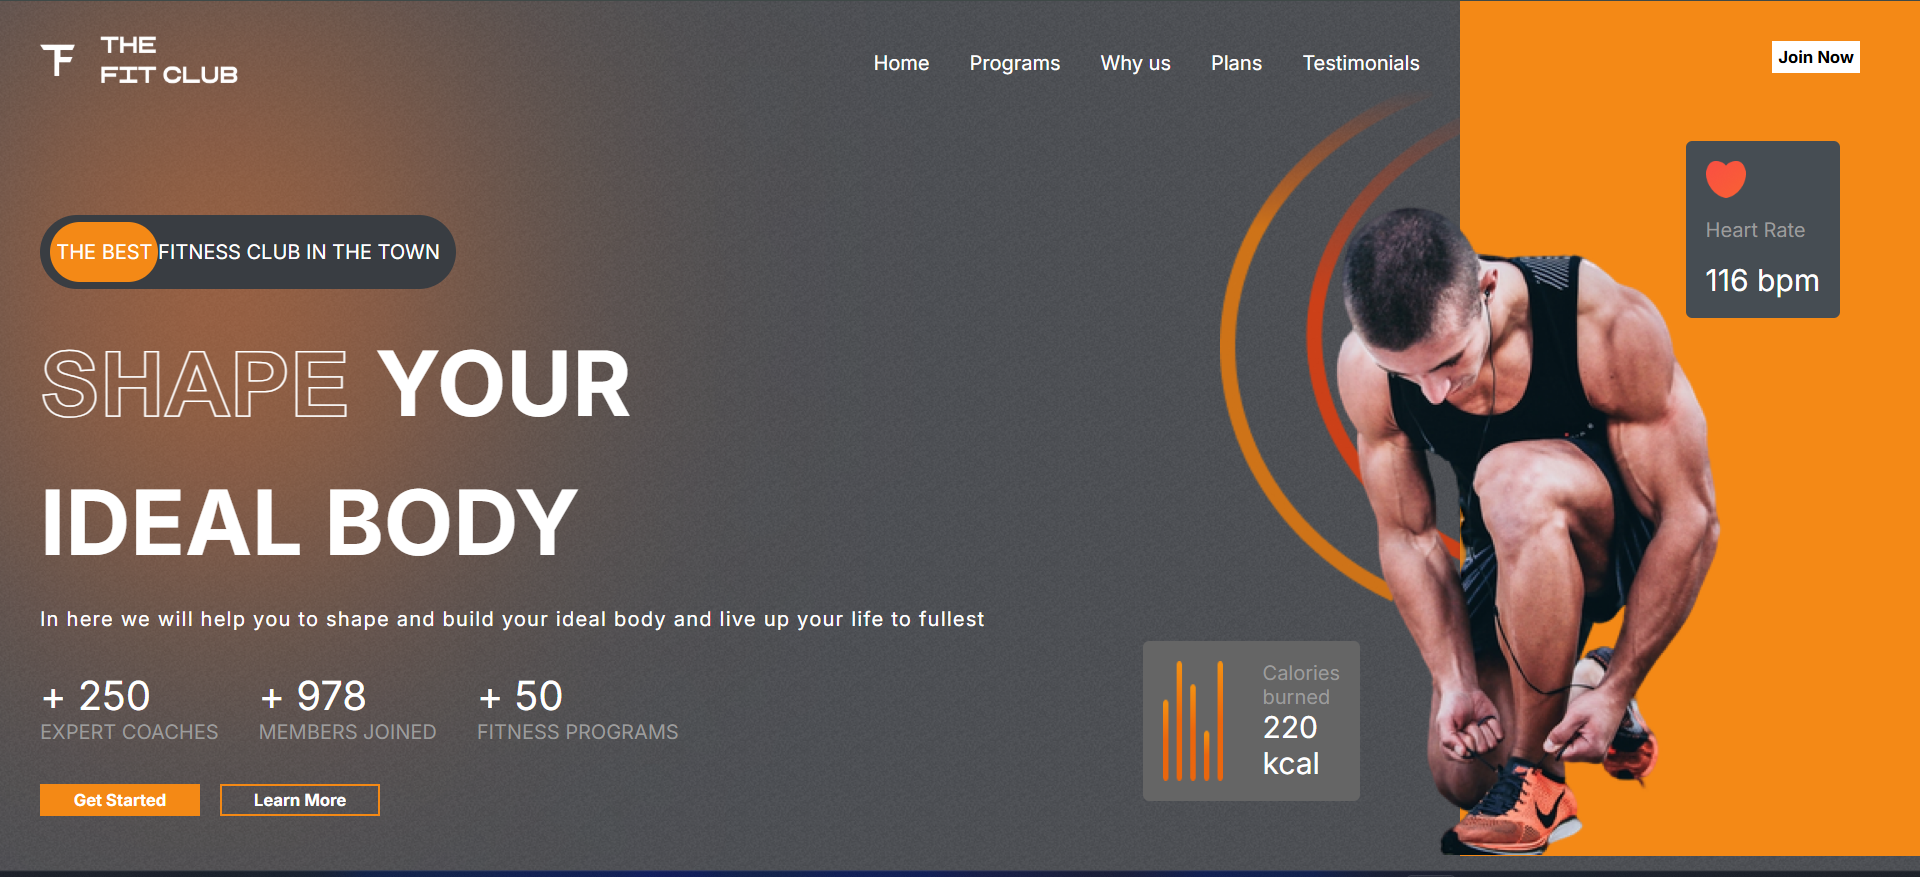 THE
FIT CLUB
Home Programs Why us Plans Testimonials
Join Now
THE BEST FITNESS CLUB IN THE TOWN
SHAPE YOUR
IDEAL BODY
In here we will help you to shape and build your ideal body and live up your life to fullest
+ 250
EXPERT COACHES
+ 978
MEMBERS JOINED
+ 50
FITNESS PROGRAMS
Get Started
Learn More
Heart Rate
116 bpm
Calories
burned
220
kcal